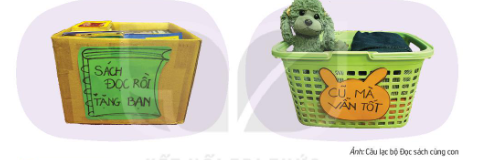 SÁCH
ĐỌC RỒI
TẶNG BẠN
CŨ MÀ
VẪN TỐT
Ảnh: Câu lạc bộ Đọc sách cùng con